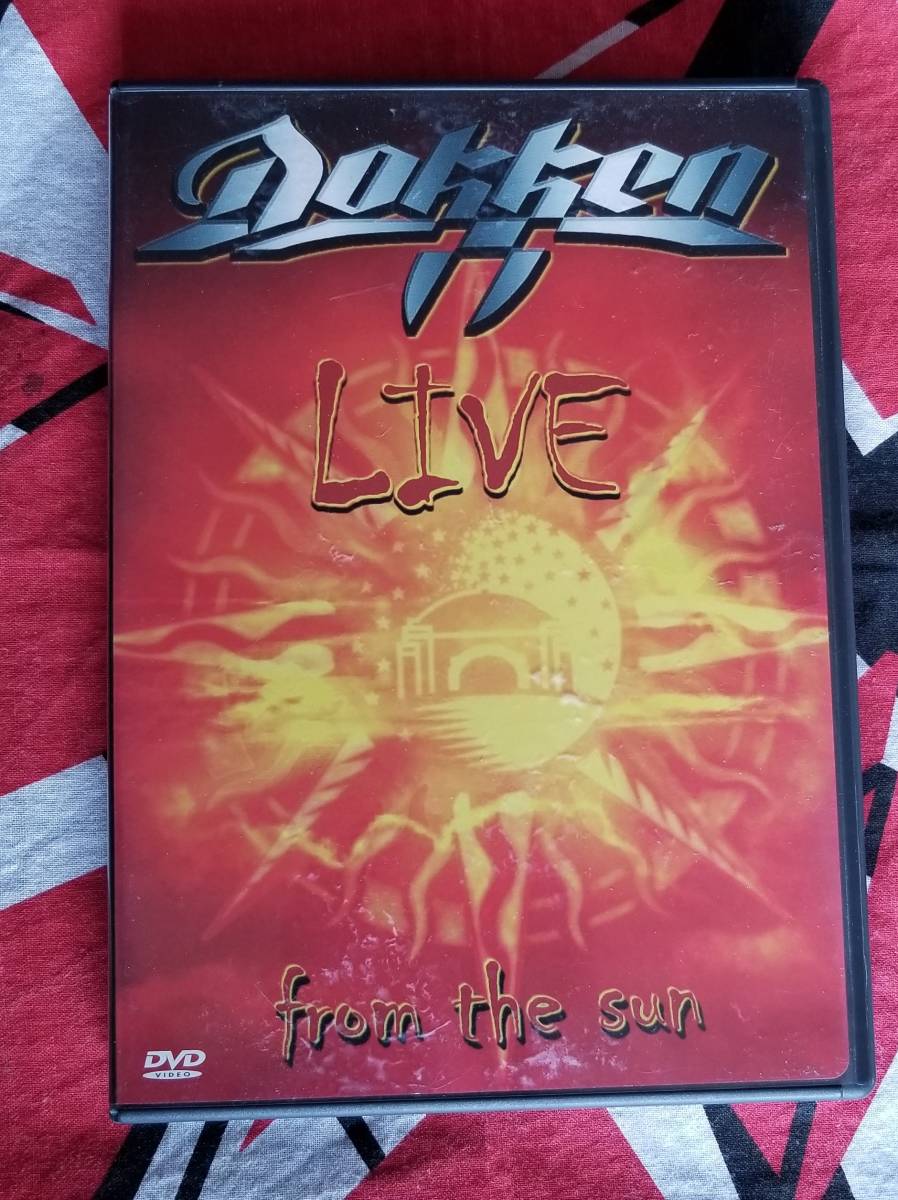 Dokken
LIVE
from the sun
DVD
VIDEO